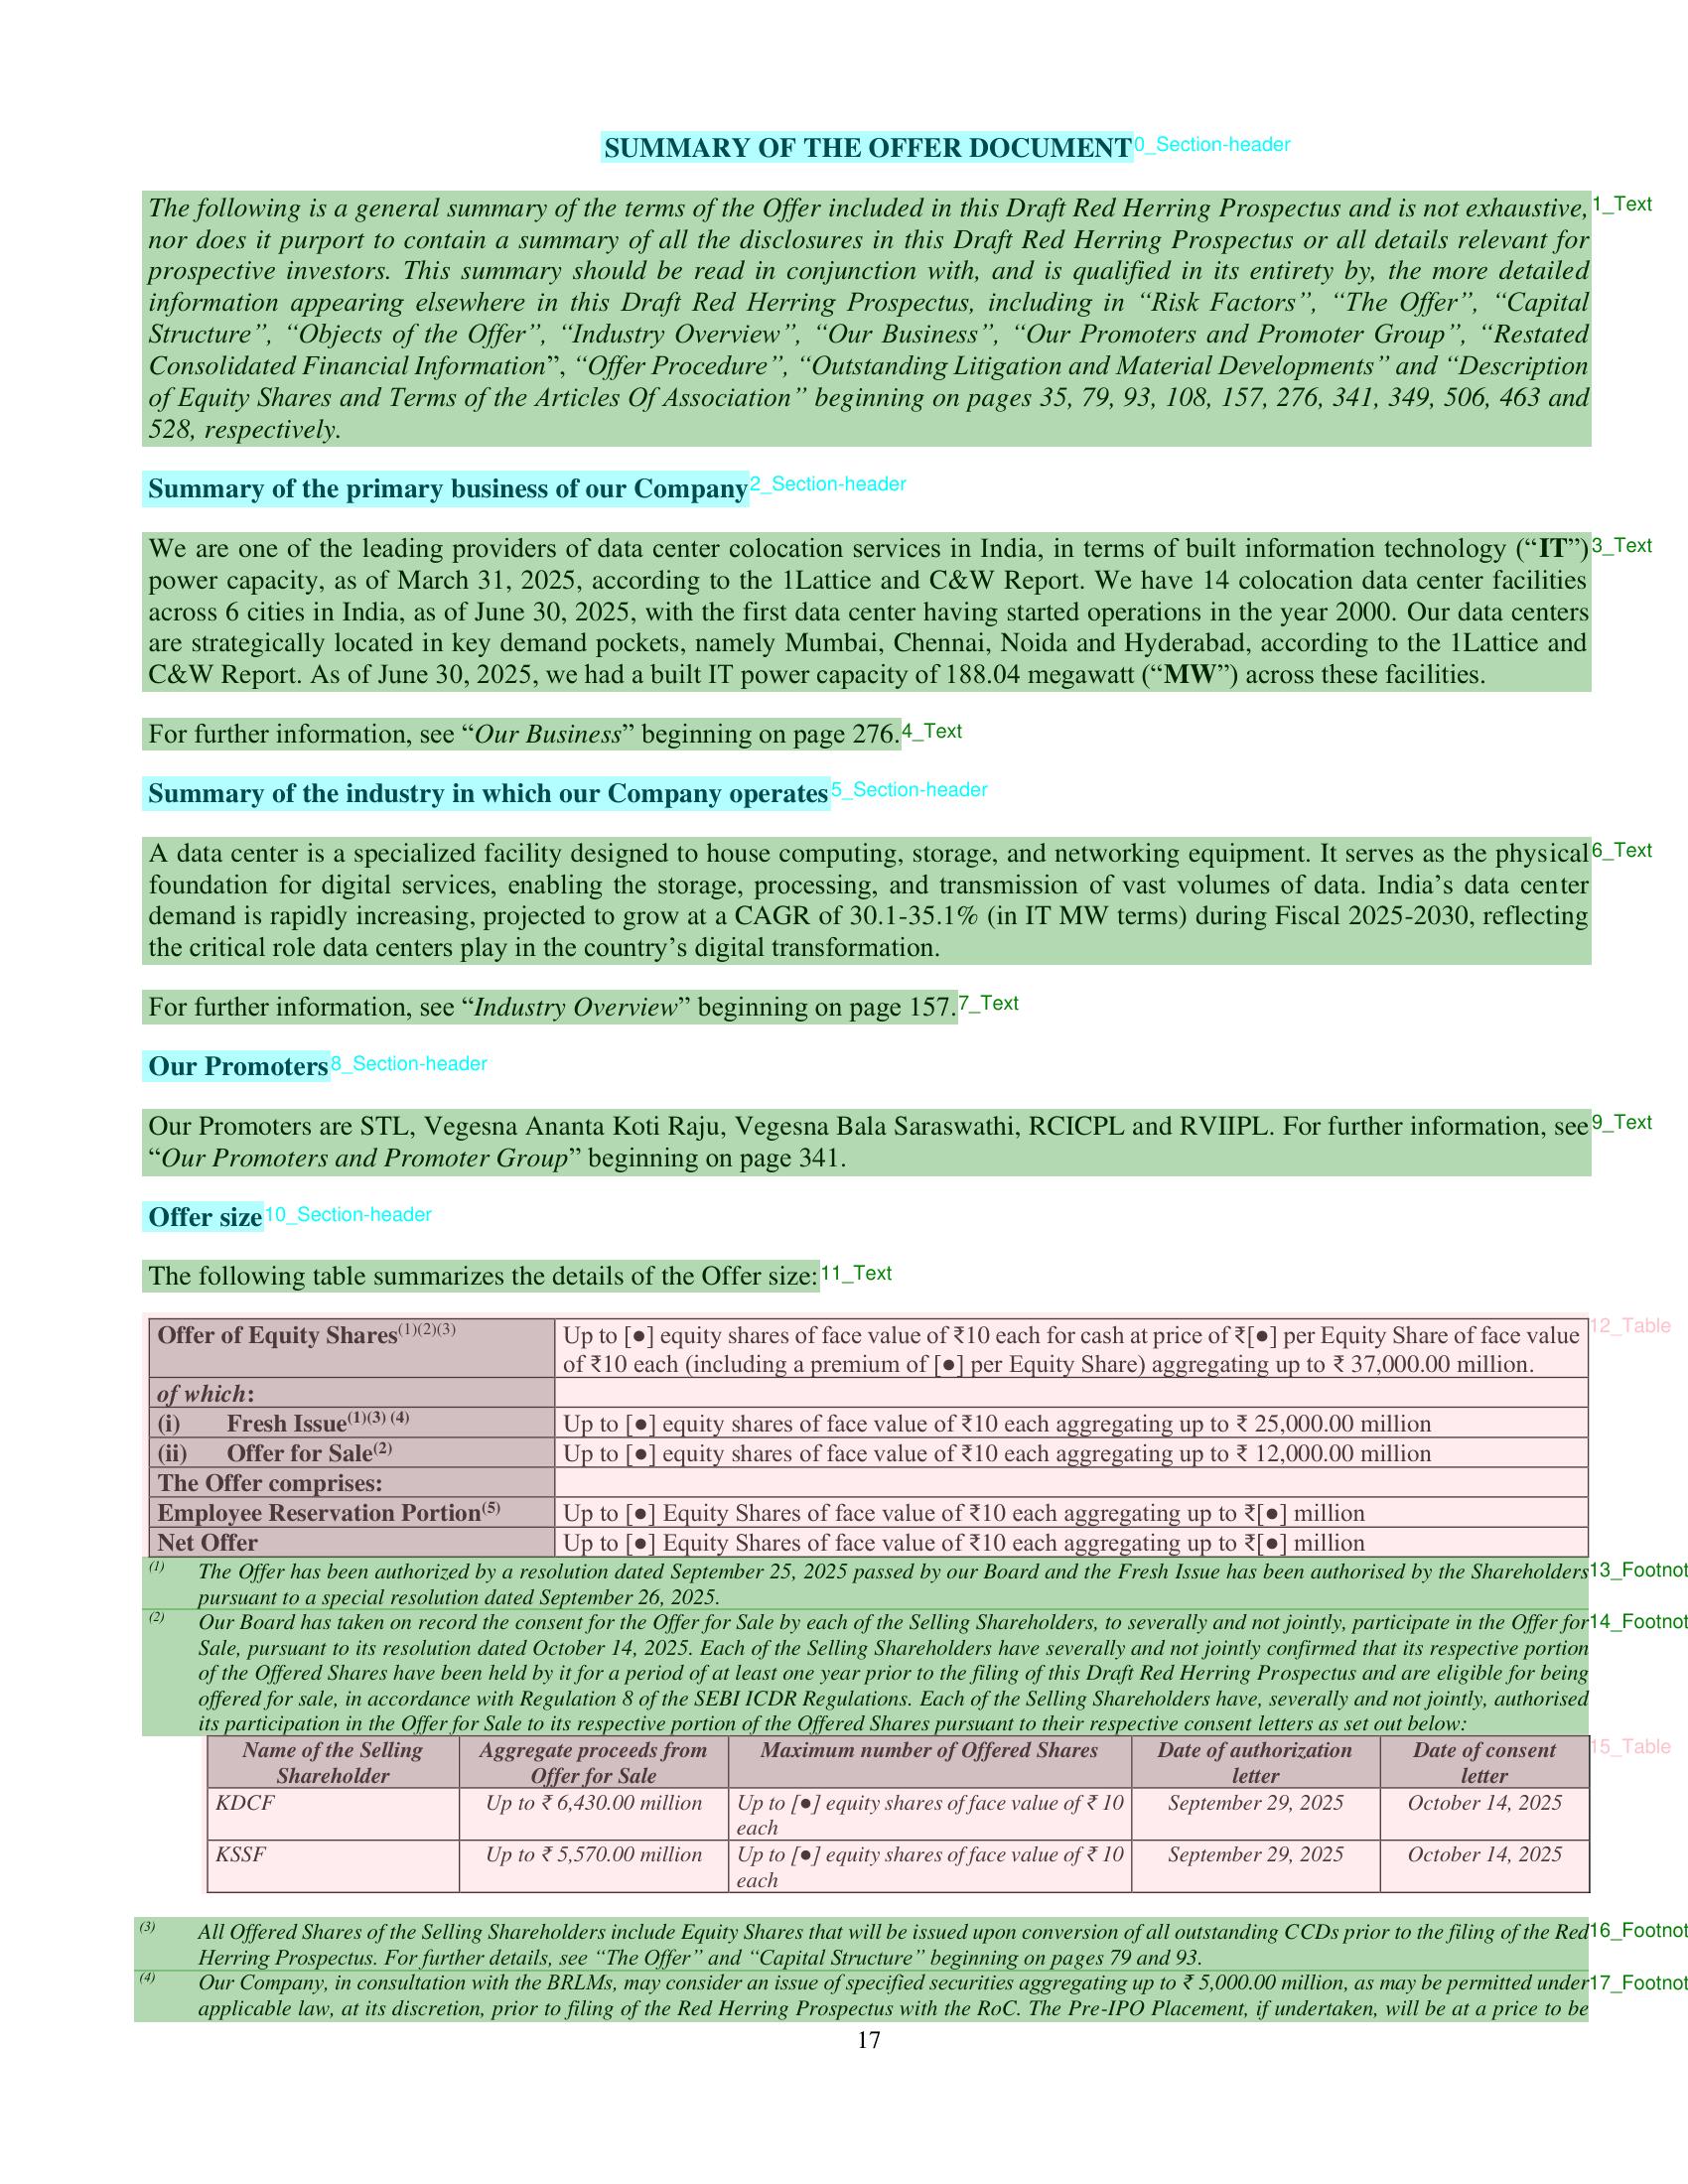 SUMMARY OF THE OFFER DOCUMENT 0_Section-header
The following is a general summary of the terms of the Offer included in this Draft Red Herring Prospectus and is not exhaustive, 1_Text
nor does it purport to contain a summary of all the disclosures in this Draft Red Herring Prospectus or all details relevant for
prospective investors. This summary should be read in conjunction with, and is qualified in its entirety by, the more detailed
information appearing elsewhere in this Draft Red Herring Prospectus, including in “Risk Factors”, “The Offer”, “Capital
Structure”, “Objects of the Offer”, “Industry Overview”, “Our Business”, “Our Promoters and Promoter Group”, “Restated
Consolidated Financial Information”, “Offer Procedure”, “Outstanding Litigation and Material Developments” and “Description
of Equity Shares and Terms of the Articles Of Association” beginning on pages 35, 79, 93, 108, 157, 276, 341, 349, 506, 463 and
528, respectively.
Summary of the primary business of our Company 2_Section-header
We are one of the leading providers of data center colocation services in India, in terms of built information technology (“IT”) 3_Text
power capacity, as of March 31, 2025, according to the 1Lattice and C&W Report. We have 14 colocation data center facilities
across 6 cities in India, as of June 30, 2025, with the first data center having started operations in the year 2000. Our data centers
are strategically located in key demand pockets, namely Mumbai, Chennai, Noida and Hyderabad, according to the 1Lattice and
C&W Report. As of June 30, 2025, we had a built IT power capacity of 188.04 megawatt (“MW”) across these facilities.
For further information, see “Our Business” beginning on page 276. 4_Text
Summary of the industry in which our Company operates 5_Section-header
A data center is a specialized facility designed to house computing, storage, and networking equipment. It serves as the physical 6_Text
foundation for digital services, enabling the storage, processing, and transmission of vast volumes of data. India’s data center
demand is rapidly increasing, projected to grow at a CAGR of 30.1-35.1% (in IT MW terms) during Fiscal 2025-2030, reflecting
the critical role data centers play in the country’s digital transformation.
For further information, see “Industry Overview” beginning on page 157. 7_Text
Our Promoters 8_Section-header
Our Promoters are STL, Vegesna Ananta Koti Raju, Vegesna Bala Saraswathi, RCICPL and RVIIPL. For further information, see 9_Text
“Our Promoters and Promoter Group” beginning on page 341.
Offer size 10_Section-header
The following table summarizes the details of the Offer size: 11_Text
Offer of Equity Shares(1)(2)(3) Up to [●] equity shares of face value of ₹10 each for cash at price of ₹[●] per Equity Share of face value 12_Table
of ₹10 each (including a premium of [●] per Equity Share) aggregating up to ₹ 37,000.00 million.
of which:
(i) Fresh Issue(1)(3) (4) Up to [●] equity shares of face value of ₹10 each aggregating up to ₹ 25,000.00 million
(ii) Offer for Sale(2) Up to [●] equity shares of face value of ₹10 each aggregating up to ₹ 12,000.00 million
The Offer comprises:
Employee Reservation Portion(5) Up to [●] Equity Shares of face value of ₹10 each aggregating up to ₹[●] million
Net Offer Up to [●] Equity Shares of face value of ₹10 each aggregating up to ₹[●] million
(1) The Offer has been authorized by a resolution dated September 25, 2025 passed by our Board and the Fresh Issue has been authorised by the Shareholders 13_Footnot
pursuant to a special resolution dated September 26, 2025.
(2) Our Board has taken on record the consent for the Offer for Sale by each of the Selling Shareholders, to severally and not jointly, participate in the Offer for 14_Footnot
Sale, pursuant to its resolution dated October 14, 2025. Each of the Selling Shareholders have severally and not jointly confirmed that its respective portion
of the Offered Shares have been held by it for a period of at least one year prior to the filing of this Draft Red Herring Prospectus and are eligible for being
offered for sale, in accordance with Regulation 8 of the SEBI ICDR Regulations. Each of the Selling Shareholders have, severally and not jointly, authorised
its participation in the Offer for Sale to its respective portion of the Offered Shares pursuant to their respective consent letters as set out below:
Name of the Selling Aggregate proceeds from Maximum number of Offered Shares Date of authorization Date of consent 15_Table
Shareholder Offer for Sale letter letter
KDCF Up to ₹ 6,430.00 million Up to [●] equity shares of face value of ₹ 10 September 29, 2025 October 14, 2025
each
KSSF Up to ₹ 5,570.00 million Up to [●] equity shares of face value of ₹ 10 September 29, 2025 October 14, 2025
each
(3) All Offered Shares of the Selling Shareholders include Equity Shares that will be issued upon conversion of all outstanding CCDs prior to the filing of the Red 16_Footnot
Herring Prospectus. For further details, see “The Offer” and “Capital Structure” beginning on pages 79 and 93.
(4) Our Company, in consultation with the BRLMs, may consider an issue of specified securities aggregating up to ₹ 5,000.00 million, as may be permitted under 17_Footnot
applicable law, at its discretion, prior to filing of the Red Herring Prospectus with the RoC. The Pre-IPO Placement, if undertaken, will be at a price to be
17